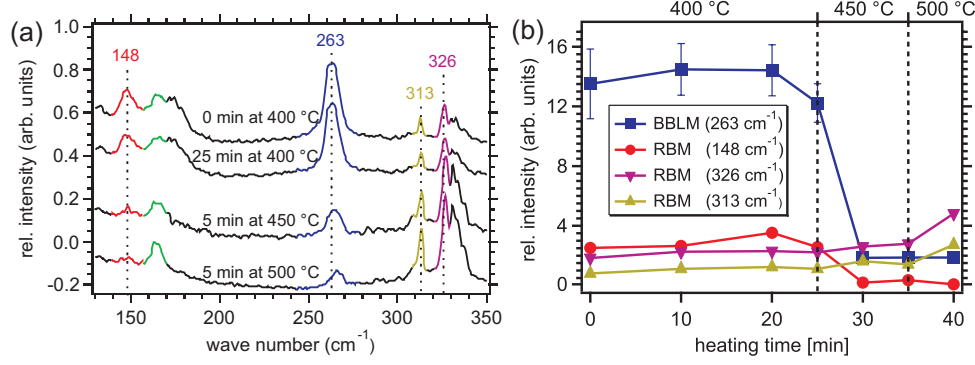 (a)
1.0
0.8
0.6
0.4
0.2
0.0
-0.2
rel. intensity (arb. units)
148
263
313
326
0 min at 400 °C
25 min at 400 °C
5 min at 450 °C
5 min at 500 °C
150
200
250
300
350
wave number (cm⁻¹)
(b)
400 °C
450 °C
500 °C
16
12
8
4
0
rel. intensity (arb. units)
BBLM (263 cm⁻¹)
RBM (148 cm⁻¹)
RBM (326 cm⁻¹)
RBM (313 cm⁻¹)
0
10
20
30
40
heating time [min]